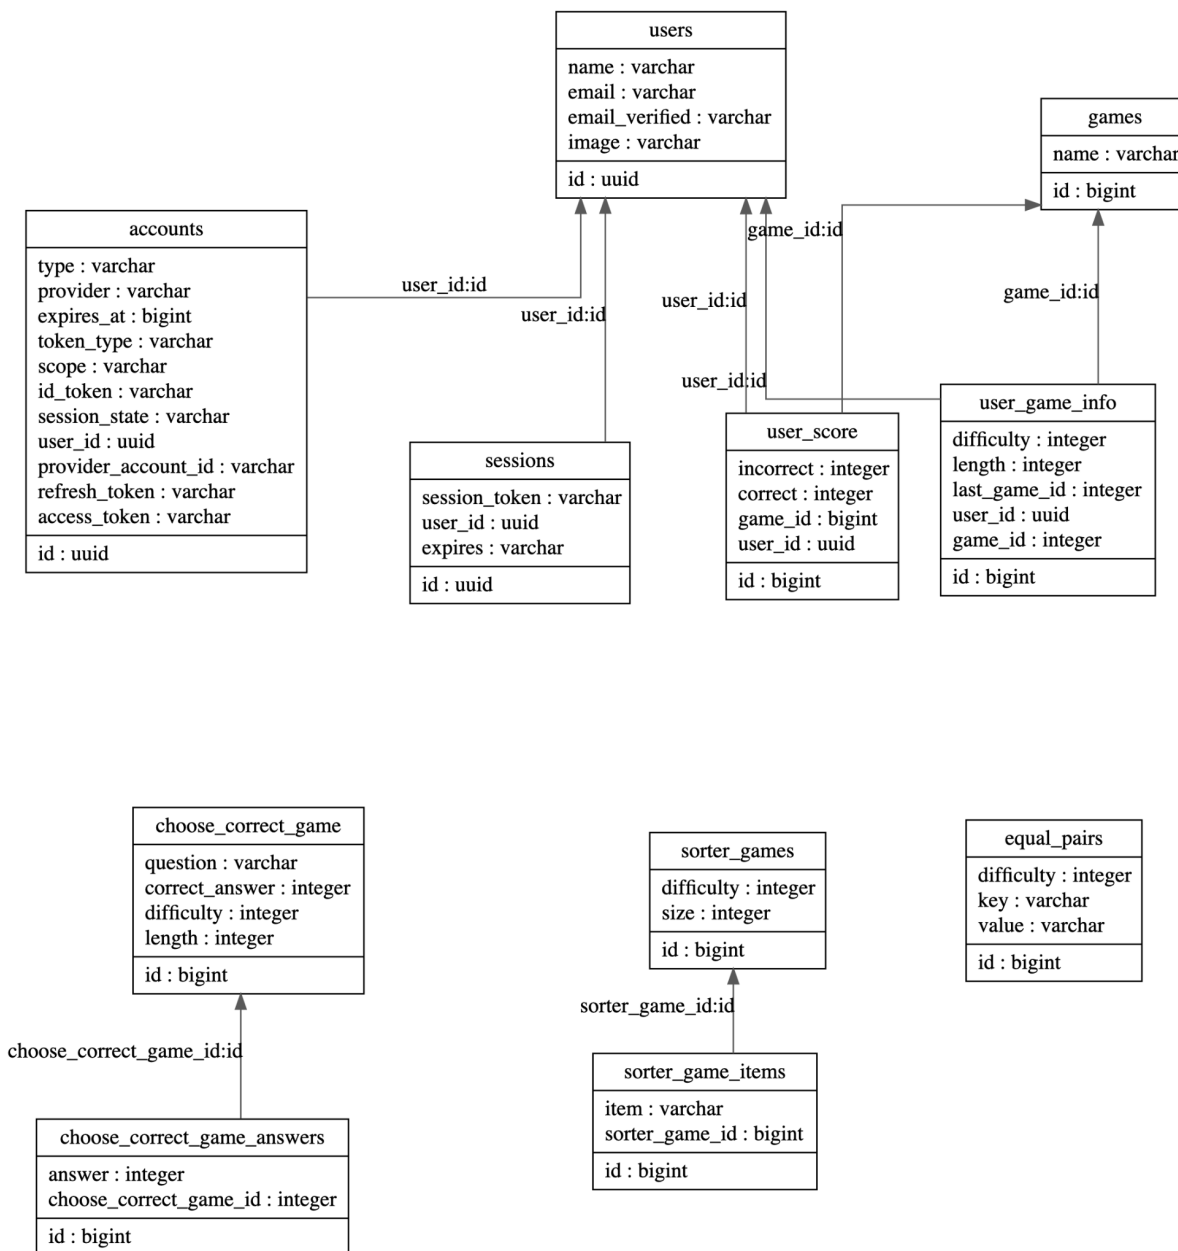 users
name : varchar
email : varchar
email_verified : varchar
image : varchar
id : uuid
games
name : varchar
id : bigint
accounts
type : varchar
provider : varchar
expires_at : bigint
token_type : varchar
scope : varchar
id_token : varchar
session_state : varchar
user_id : uuid
provider_account_id : varchar
refresh_token : varchar
access_token : varchar
id : uuid
user_id:id
user_id:id
user_id:id
game_id:id
user_id:id
game_id:id
sessions
session_token : varchar
user_id : uuid
expires : varchar
id : uuid
user_score
incorrect : integer
correct : integer
game_id : bigint
user_id : uuid
id : bigint
user_game_info
difficulty : integer
length : integer
last_game_id : integer
user_id : uuid
game_id : integer
id : bigint
choose_correct_game
question : varchar
correct_answer : integer
difficulty : integer
length : integer
id : bigint
choose_correct_game_id:id
choose_correct_game_answers
answer : integer
choose_correct_game_id : integer
id : bigint
sorter_games
difficulty : integer
size : integer
id : bigint
sorter_game_id:id
sorter_game_items
item : varchar
sorter_game_id : bigint
id : bigint
equal_pairs
difficulty : integer
key : varchar
value : varchar
id : bigint